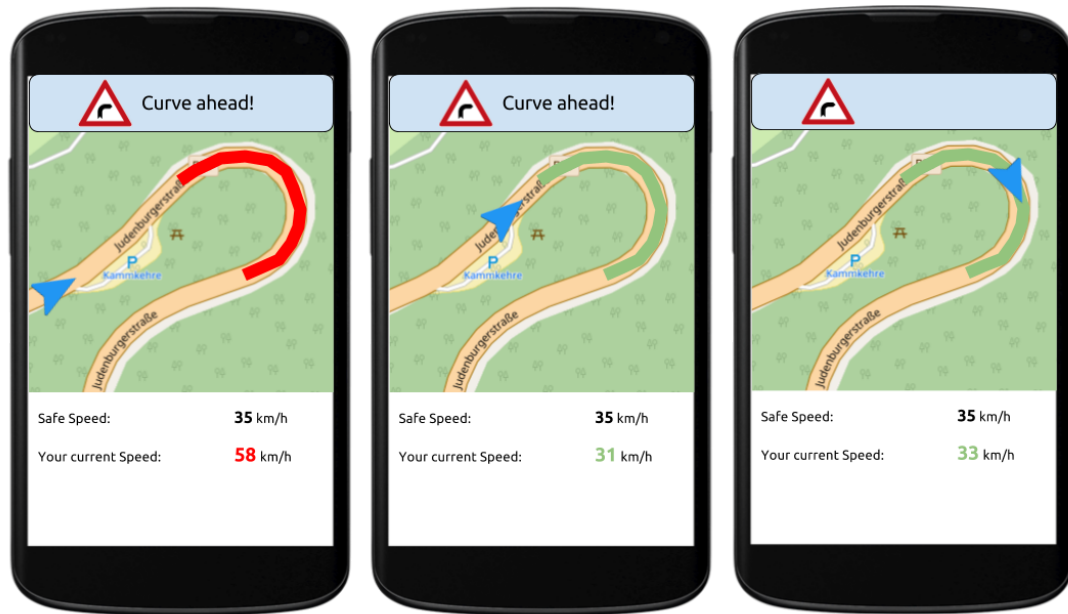 Curve ahead!
Judenburgerstraße
P
Kammkehre
Judenburgerstraße
Safe Speed: 35 km/h
Your current Speed: 58 km/h
Curve ahead!
Judenburgerstraße
P
Kammkehre
Judenburgerstraße
Safe Speed: 35 km/h
Your current Speed: 31 km/h
Judenburgerstraße
P
Kammkehre
Judenburgerstraße
Safe Speed: 35 km/h
Your current Speed: 33 km/h